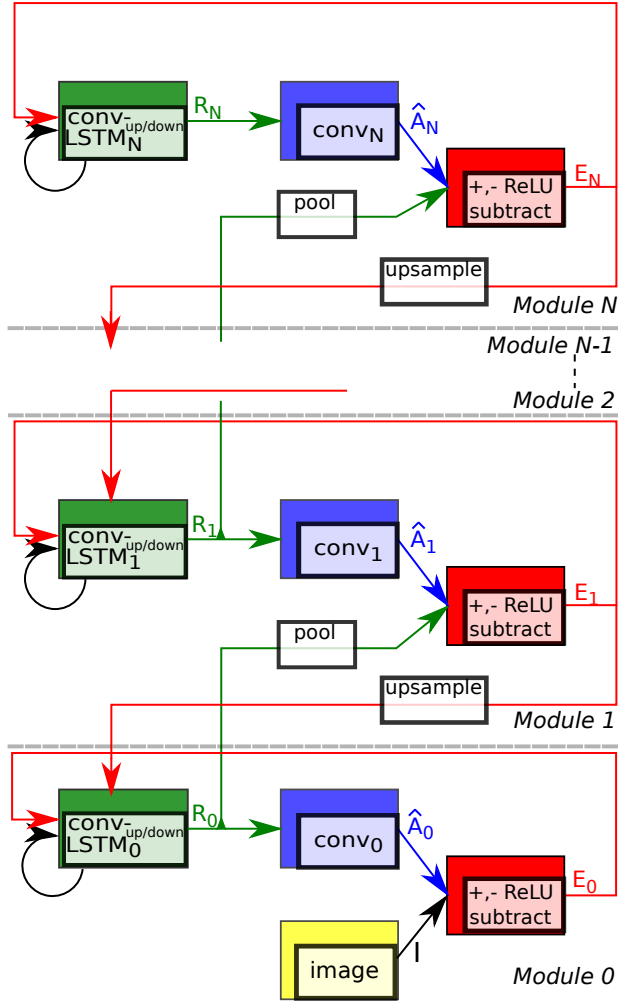 conv-
LSTM_N up/down
R_N
conv_N
Â_N
+,- ReLU
subtract
E_N
pool
upsample
Module N
Module N-1
Module 2
conv-
LSTM_1 up/down
R_1
conv_1
Â_1
+,- ReLU
subtract
E_1
pool
upsample
Module 1
conv-
LSTM_0 up/down
R_0
conv_0
Â_0
+,- ReLU
subtract
E_0
image
I
Module 0